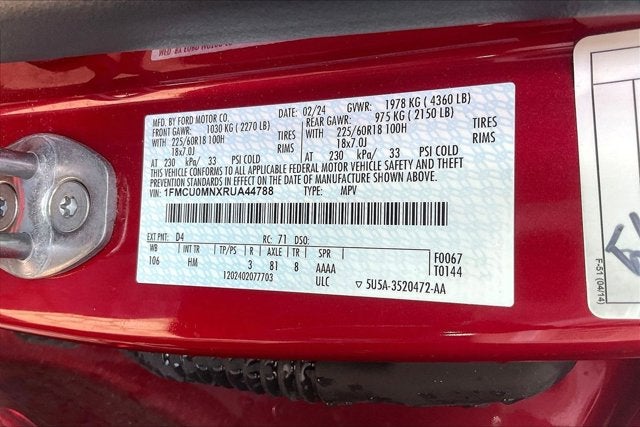 MFD. BY FORD MOTOR CO. DATE: 02/24 GVWR: 1978 KG ( 4360 LB)
FRONT GAWR: 1030 KG ( 2270 LB) REAR GAWR: 975 KG ( 2150 LB)
WITH 225/60R18 100H TIRES WITH 225/60R18 100H TIRES
18x7.0J RIMS 18x7.0J RIMS
AT 230 kPa/ 33 PSI COLD AT 230 kPa/ 33 PSI COLD
THIS VEHICLE CONFORMS TO ALL APPLICABLE FEDERAL MOTOR VEHICLE SAFETY AND THEFT
PREVENTION STANDARDS IN EFFECT ON THE DATE OF MANUFACTURE SHOWN ABOVE.
VIN: 1FMCU0MNXRUA44788 TYPE: MPV
EXT PNT: D4 RC: 71 DSO:
WB INT TR TP/PS R AXLE TR SPR F0067
106 HM 3 81 8 AAAA T0144
1202402077703 ULC ▽ 5U5A-3520472-AA
F-51 (04/14)